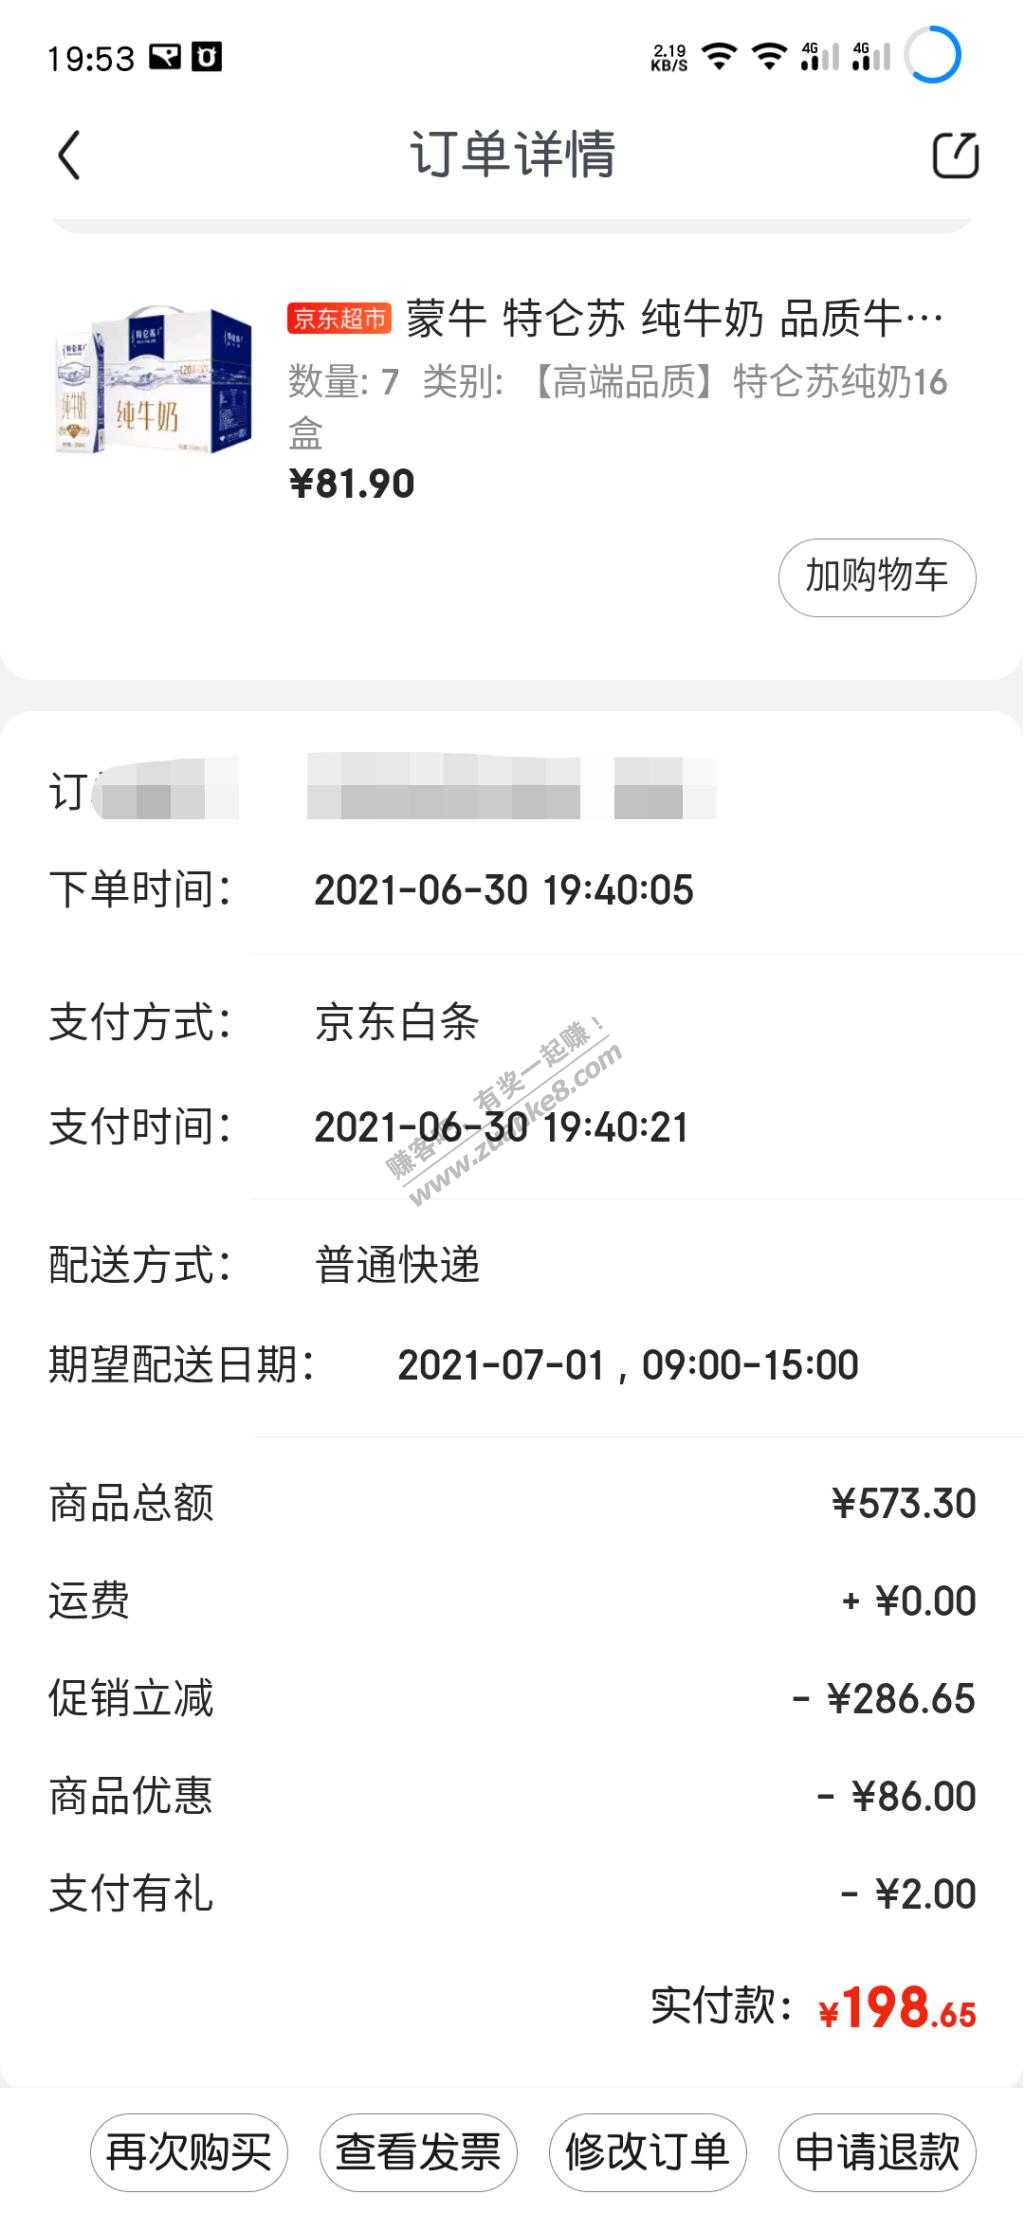 19:53
2.19
KB/S
4G
4G
订单详情
京东超市 蒙牛 特仑苏 纯牛奶 品质牛…
特仑苏
纯牛奶
纯牛奶
数量: 7 类别: 【高端品质】特仑苏纯奶16
盒
¥81.90
加购物车
订
下单时间: 2021-06-30 19:40:05
支付方式: 京东白条
支付时间: 2021-06-30 19:40:21
赚客吧，有奖一起赚！
www.zuanke8.com
配送方式: 普通快递
期望配送日期: 2021-07-01 , 09:00-15:00
商品总额 ¥573.30
运费 + ¥0.00
促销立减 - ¥286.65
商品优惠 - ¥86.00
支付有礼 - ¥2.00
实付款: ¥198.65
再次购买 查看发票 修改订单 申请退款